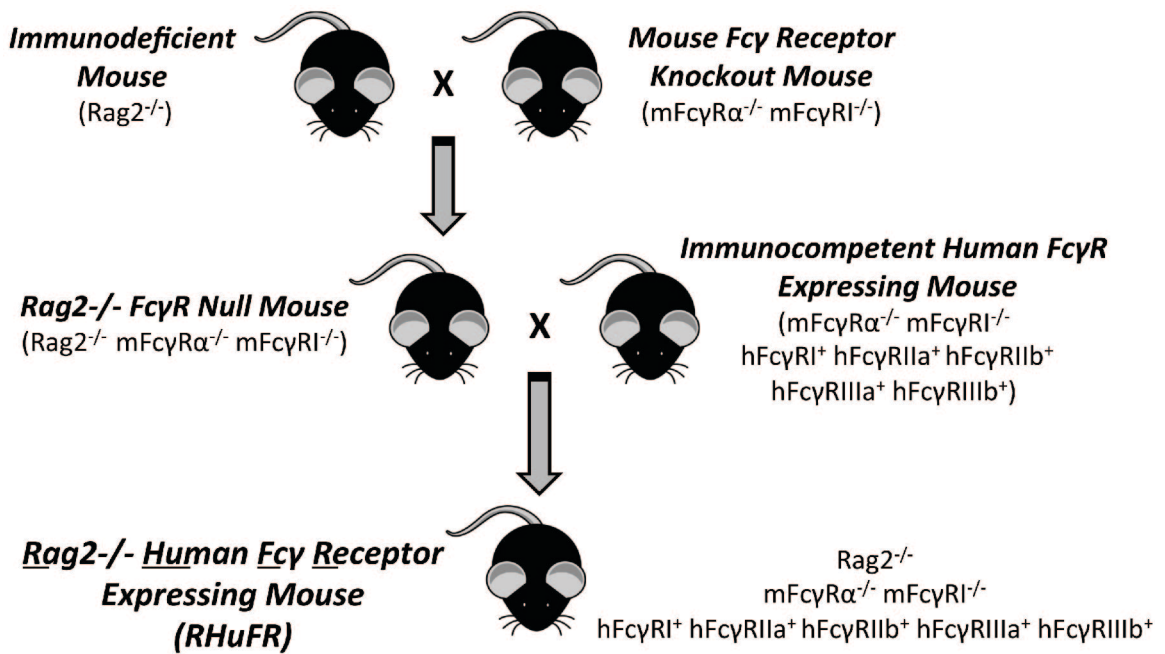 Immunodeficient
Mouse
(Rag2⁻/⁻)
X
Mouse Fcγ Receptor
Knockout Mouse
(mFcγRα⁻/⁻ mFcγRI⁻/⁻)
Rag2-/- FcγR Null Mouse
(Rag2⁻/⁻ mFcγRα⁻/⁻ mFcγRI⁻/⁻)
X
Immunocompetent Human FcγR
Expressing Mouse
(mFcγRα⁻/⁻ mFcγRI⁻/⁻
hFcγRI⁺ hFcγRIIa⁺ hFcγRIIb⁺
hFcγRIIIa⁺ hFcγRIIIb⁺)
Rag2-/- Human Fcγ Receptor
Expressing Mouse
(RHuFR)
Rag2⁻/⁻
mFcγRα⁻/⁻ mFcγRI⁻/⁻
hFcγRI⁺ hFcγRIIa⁺ hFcγRIIb⁺ hFcγRIIIa⁺ hFcγRIIIb⁺